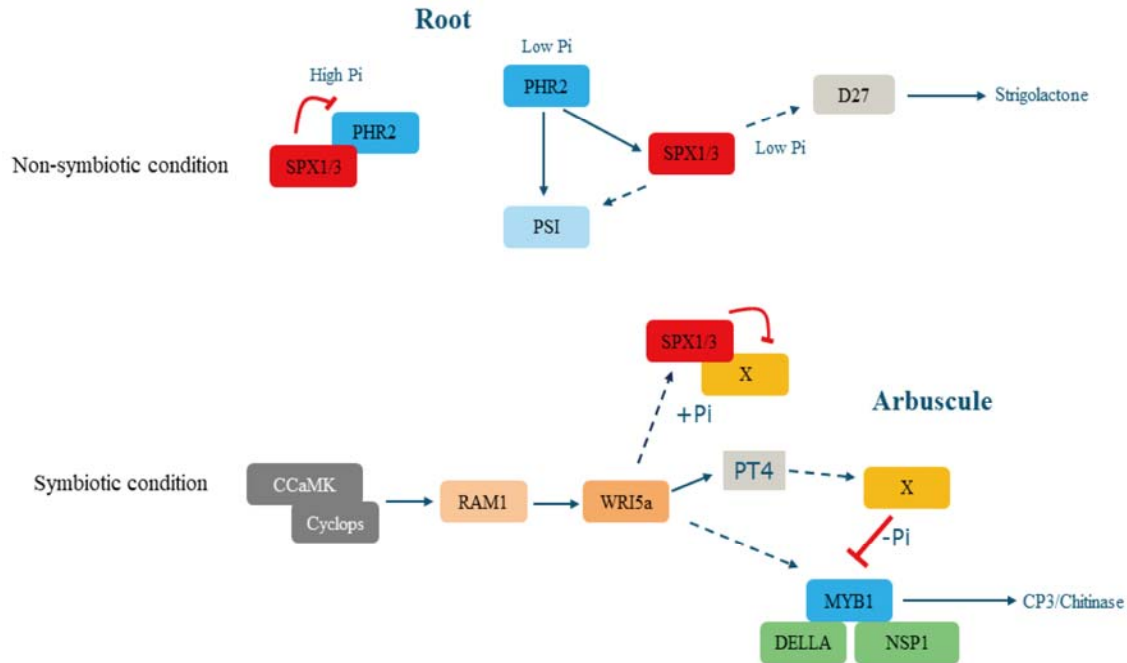 Root
Low Pi
High Pi
PHR2
D27
Strigolactone
PHR2
Non-symbiotic condition
SPX1/3
SPX1/3
Low Pi
PSI
SPX1/3
X
Arbuscule
+Pi
Symbiotic condition
CCaMK
PT4
RAM1
WRI5a
X
Cyclops
-Pi
MYB1
CP3/Chitinase
DELLA
NSP1